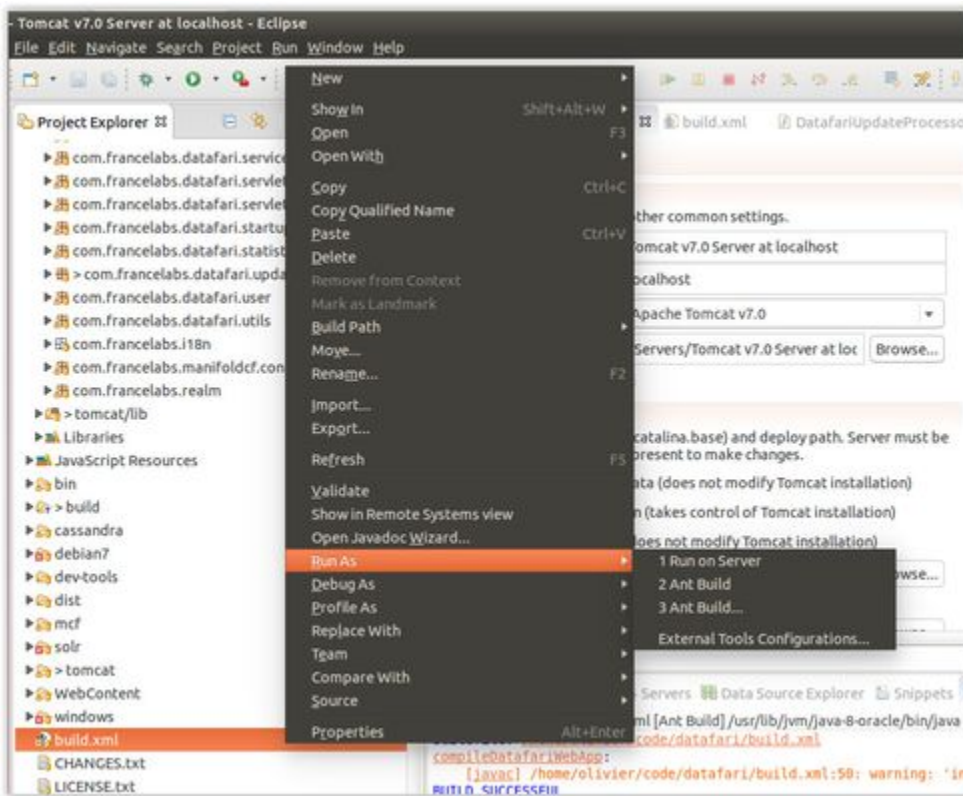 - Tomcat v7.0 Server at localhost - Eclipse
File Edit Navigate Search Project Run Window Help
Project Explorer
build.xml
DatafariUpdateProcesso
com.francelabs.datafari.service
com.francelabs.datafari.servlet
com.francelabs.datafari.servlet
com.francelabs.datafari.startu
com.francelabs.datafari.statist
> com.francelabs.datafari.upda
com.francelabs.datafari.user
com.francelabs.datafari.utils
com.francelabs.i18n
com.francelabs.manifoldcf.con
com.francelabs.realm
> tomcat/lib
Libraries
JavaScript Resources
bin
> build
cassandra
debian7
dev-tools
dist
mcf
solr
> tomcat
WebContent
windows
build.xml
CHANGES.txt
LICENSE.txt
New
Show In Shift+Alt+W
Open F3
Open With
Copy Ctrl+C
Copy Qualified Name
Paste Ctrl+V
Delete
Remove from Context
Mark as Landmark
Build Path
Move...
Rename... F2
Import...
Export...
Refresh F5
Validate
Show in Remote Systems view
Open Javadoc Wizard...
Run As
Debug As
Profile As
Replace With
Team
Compare With
Source
Properties Alt+Enter
1 Run on Server
2 Ant Build
3 Ant Build...
External Tools Configurations...
ther common settings.
omcat v7.0 Server at localhost
ocalhost
Apache Tomcat v7.0
Servers/Tomcat v7.0 Server at loc Browse...
catalina.base) and deploy path. Server must be
present to make changes.
ata (does not modify Tomcat installation)
n (takes control of Tomcat installation)
loes not modify Tomcat installation)
wse...
Servers Data Source Explorer Snippets
ml [Ant Build] /usr/lib/jvm/java-8-oracle/bin/java
code/datafari/build.xml
compileDatafariWebApp:
[javac] /home/olivier/code/datafari/build.xml:50: warning: 'in
BUILD SUCCESSFUL